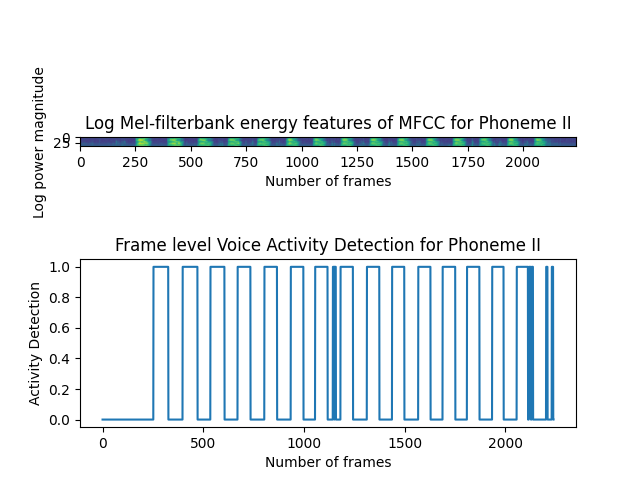 Log Mel-filterbank energy features of MFCC for Phoneme II
Log power magnitude
0
25
0 250 500 750 1000 1250 1500 1750 2000
Number of frames
Frame level Voice Activity Detection for Phoneme II
Activity Detection
1.0
0.8
0.6
0.4
0.2
0.0
0 500 1000 1500 2000
Number of frames